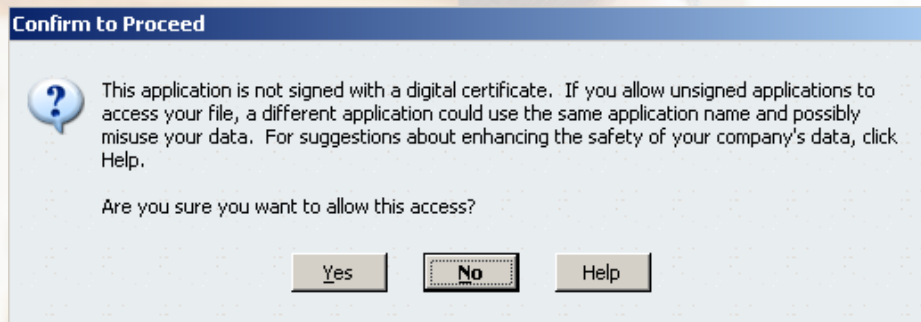 Confirm to Proceed
This application is not signed with a digital certificate.  If you allow unsigned applications to
access your file, a different application could use the same application name and possibly
misuse your data.  For suggestions about enhancing the safety of your company's data, click
Help.
Are you sure you want to allow this access?
Yes No Help